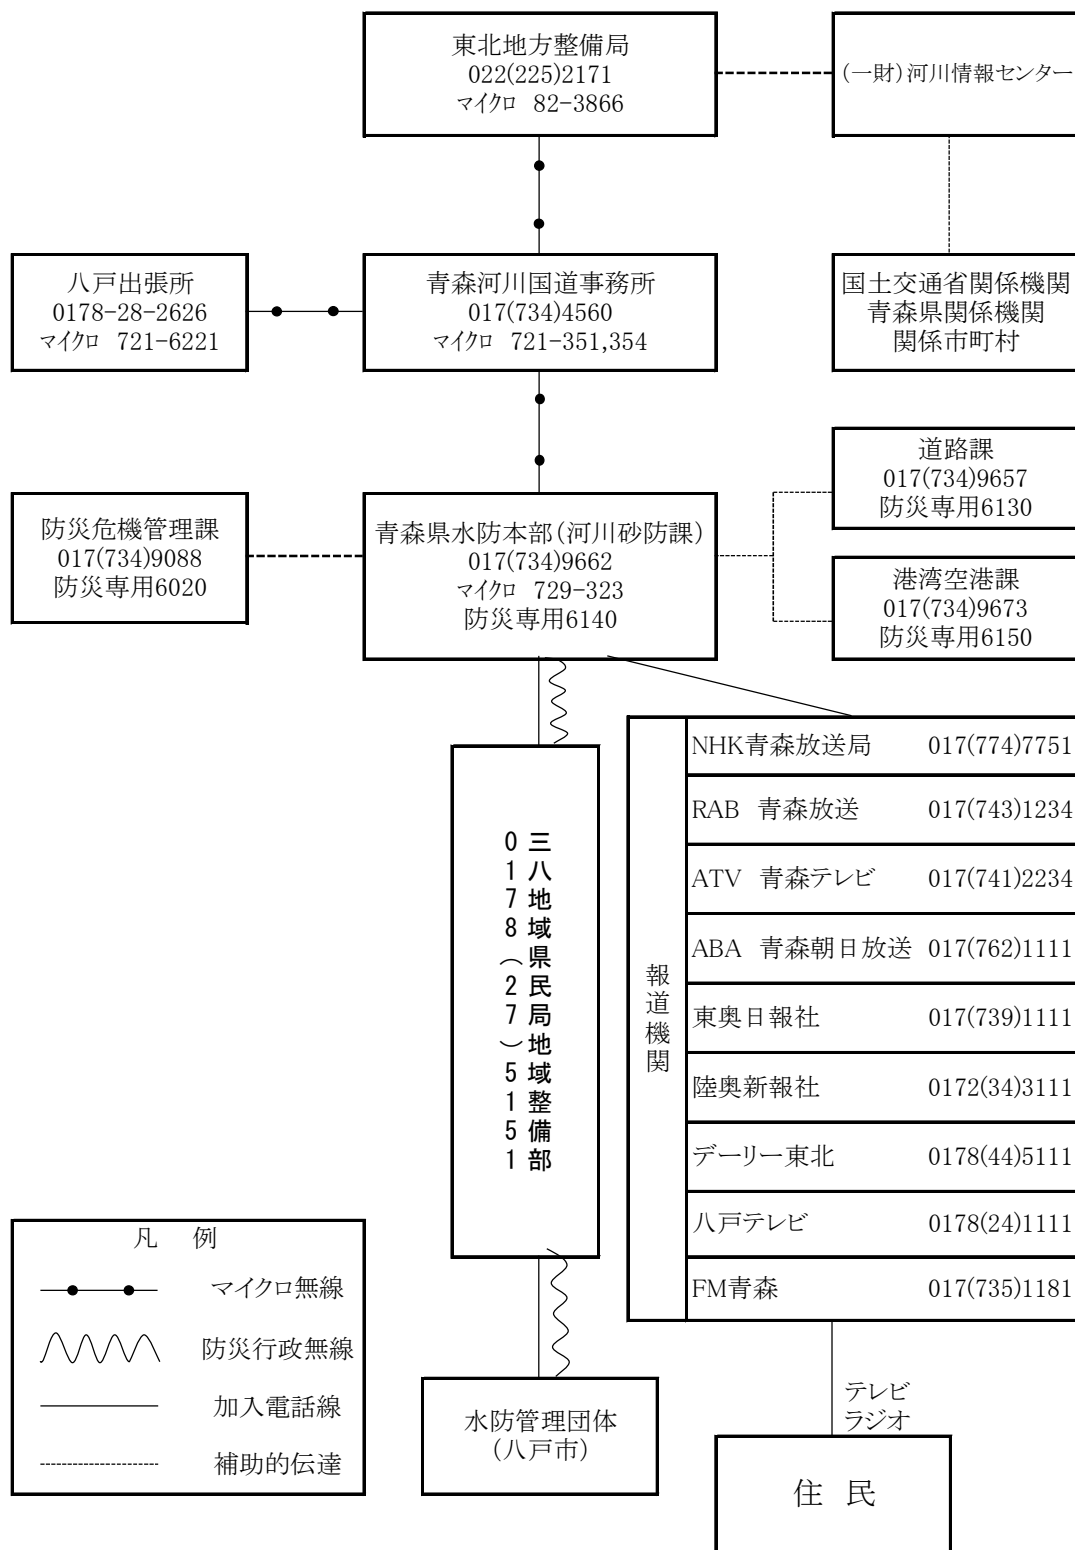 東北地方整備局
022(225)2171
マイクロ 82-3866
(一財)河川情報センター
八戸出張所
0178-28-2626
マイクロ 721-6221
青森河川国道事務所
017(734)4560
マイクロ 721-351,354
国土交通省関係機関
青森県関係機関
関係市町村
道路課
017(734)9657
防災専用6130
防災危機管理課
017(734)9088
防災専用6020
青森県水防本部(河川砂防課)
017(734)9662
マイクロ 729-323
防災専用6140
港湾空港課
017(734)9673
防災専用6150
三八地域県民局地域整備部
0178(27)5151
報道機関
NHK青森放送局 017(774)7751
RAB 青森放送 017(743)1234
ATV 青森テレビ 017(741)2234
ABA 青森朝日放送 017(762)1111
東奥日報社 017(739)1111
陸奥新報社 0172(34)3111
デーリー東北 0178(44)5111
八戸テレビ 0178(24)1111
FM青森 017(735)1181
凡 例
マイクロ無線
防災行政無線
加入電話線
補助的伝達
水防管理団体
(八戸市)
テレビ
ラジオ
住 民